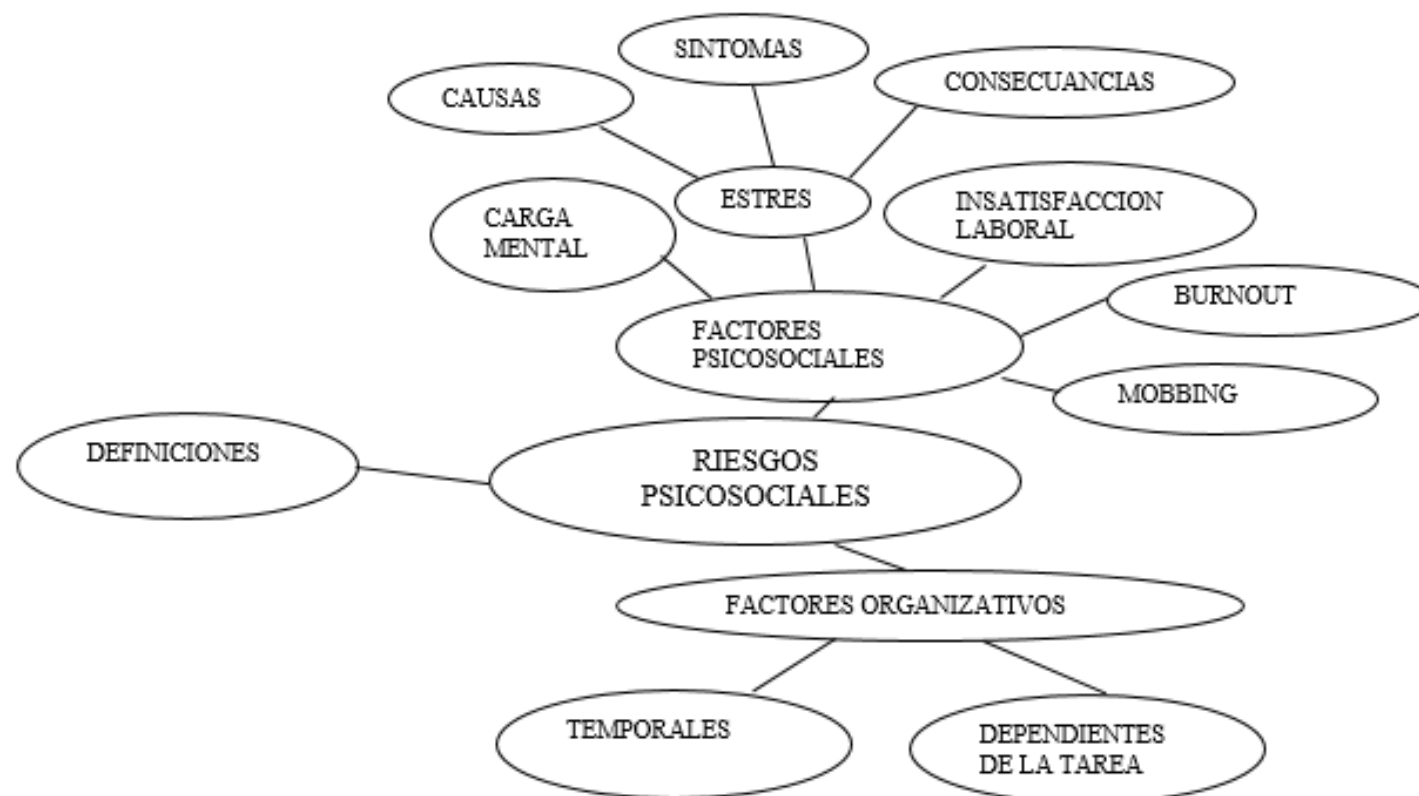 SINTOMAS
CAUSAS
CONSECUANCIAS
ESTRES
CARGA
MENTAL
INSATISFACCION
LABORAL
FACTORES
PSICOSOCIALES
BURNOUT
MOBBING
DEFINICIONES
RIESGOS
PSICOSOCIALES
FACTORES ORGANIZATIVOS
TEMPORALES
DEPENDIENTES
DE LA TAREA